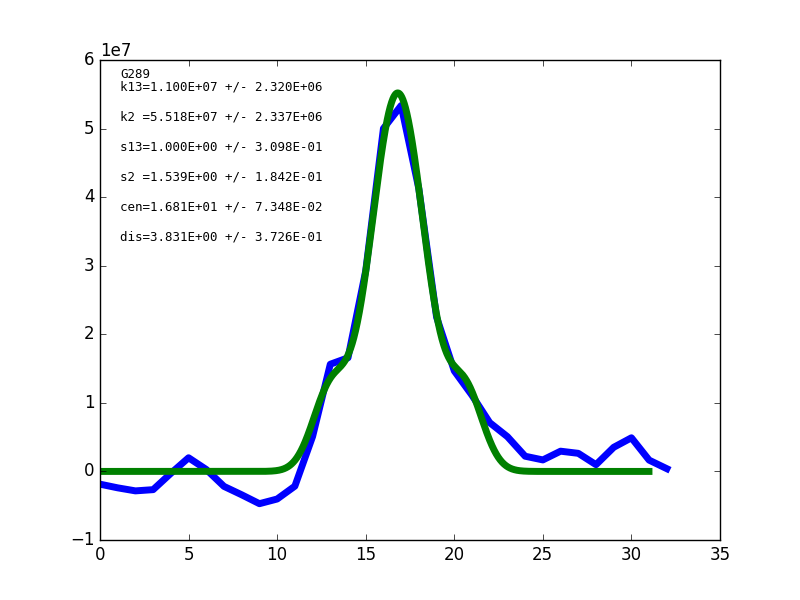 1e7
6
G289
k13=1.100E+07 +/- 2.320E+06
5
k2 =5.518E+07 +/- 2.337E+06
s13=1.000E+00 +/- 3.098E-01
4
s2 =1.539E+00 +/- 1.842E-01
cen=1.681E+01 +/- 7.348E-02
dis=3.831E+00 +/- 3.726E-01
3
2
1
0
−1
0 5 10 15 20 25 30 35